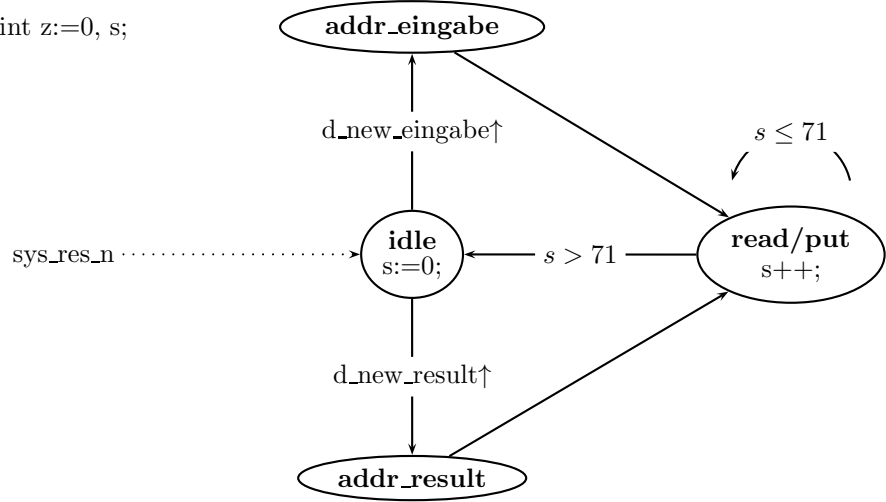 int z:=0, s;
addr_eingabe
d_new_eingabe↑
s ≤ 71
sys_res_n
idle
s:=0;
s > 71
read/put
s++;
d_new_result↑
addr_result